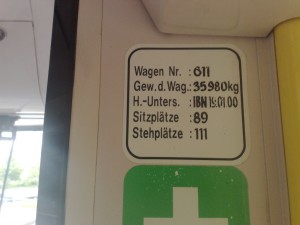 Wagen Nr. : 611
Gew.d.Wag.: 35980kg
H.-Unters. : IBN 15.01.00
Sitzplätze : 89
Stehplätze : 111